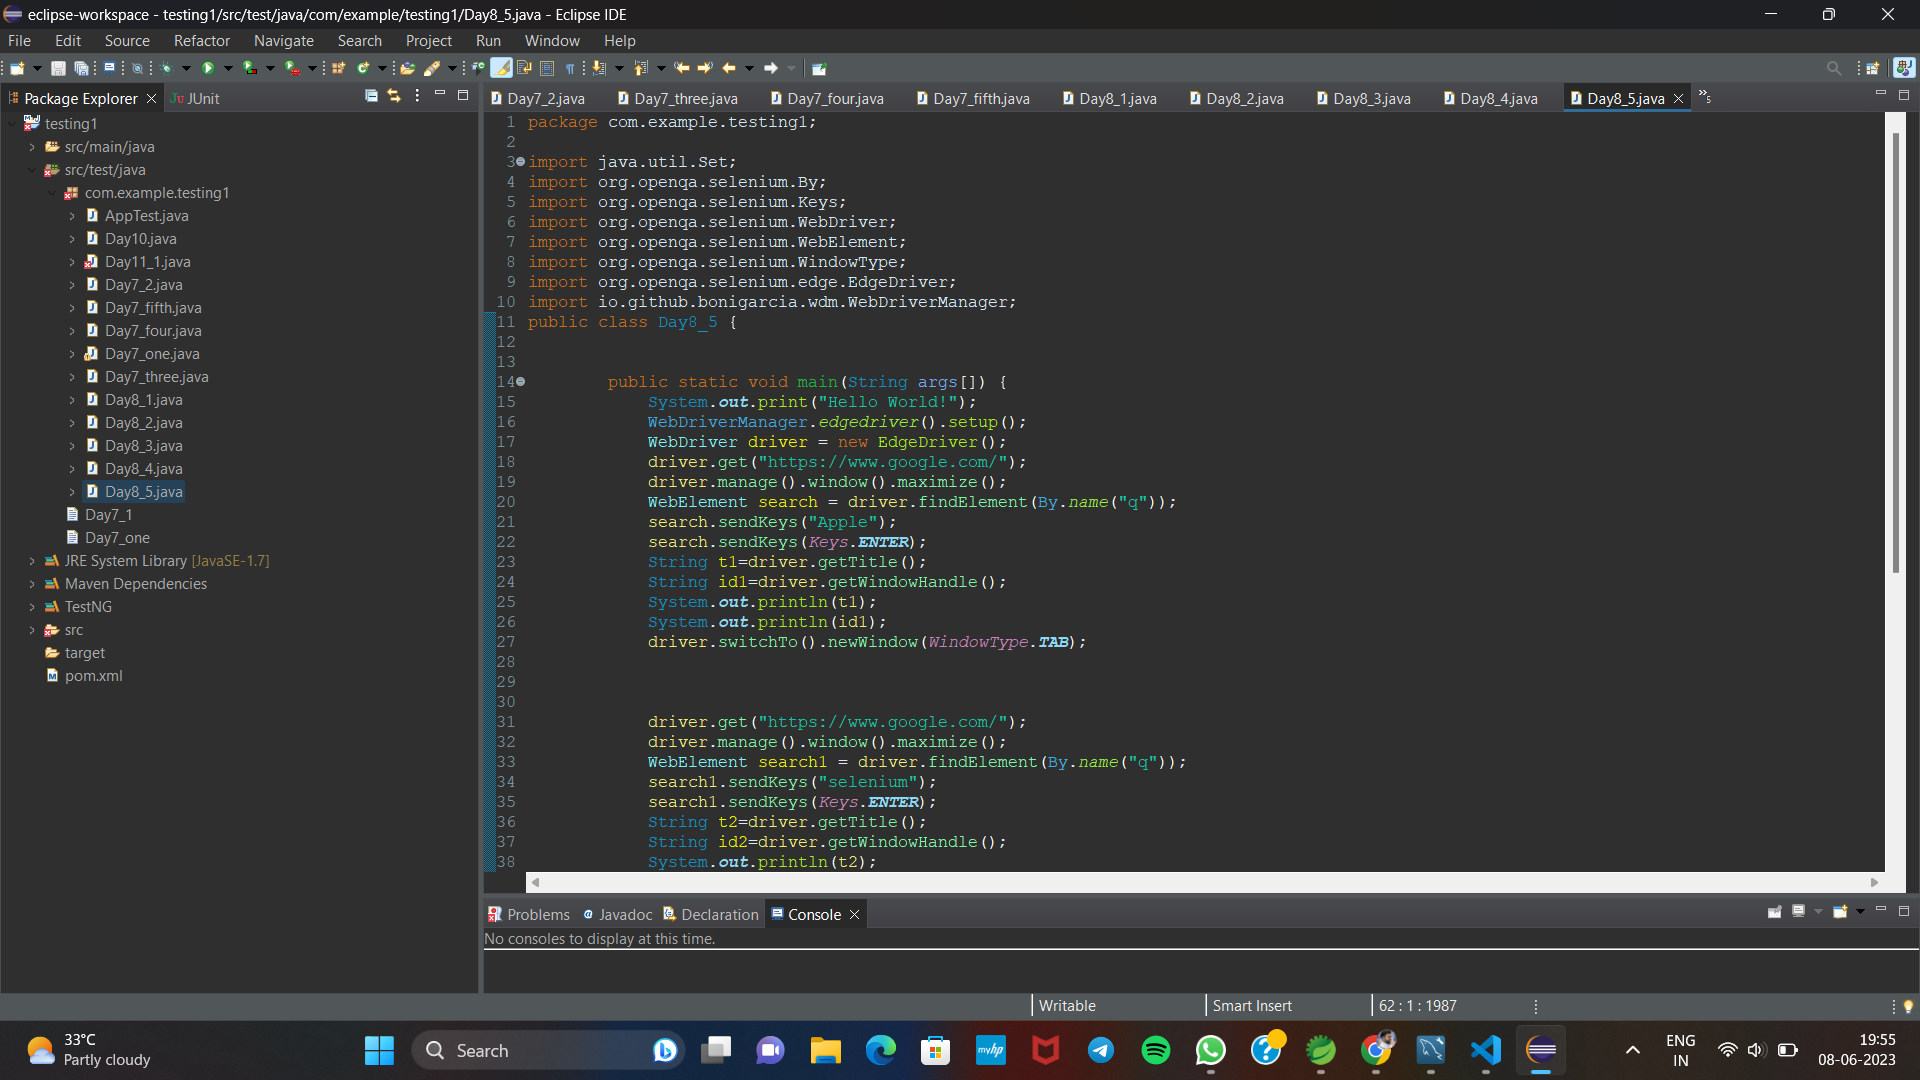 eclipse-workspace - testing1/src/test/java/com/example/testing1/Day8_5.java - Eclipse IDE
File Edit Source Refactor Navigate Search Project Run Window Help
Package Explorer JUnit
Day7_2.java Day7_three.java Day7_four.java Day7_fifth.java Day8_1.java Day8_2.java Day8_3.java Day8_4.java Day8_5.java »5
testing1
src/main/java
src/test/java
com.example.testing1
AppTest.java
Day10.java
Day11_1.java
Day7_2.java
Day7_fifth.java
Day7_four.java
Day7_one.java
Day7_three.java
Day8_1.java
Day8_2.java
Day8_3.java
Day8_4.java
Day8_5.java
Day7_1
Day7_one
JRE System Library [JavaSE-1.7]
Maven Dependencies
TestNG
src
target
pom.xml
1 package com.example.testing1;
2
3 import java.util.Set;
4 import org.openqa.selenium.By;
5 import org.openqa.selenium.Keys;
6 import org.openqa.selenium.WebDriver;
7 import org.openqa.selenium.WebElement;
8 import org.openqa.selenium.WindowType;
9 import org.openqa.selenium.edge.EdgeDriver;
10 import io.github.bonigarcia.wdm.WebDriverManager;
11 public class Day8_5 {
12
13
14 public static void main(String args[]) {
15 System.out.print("Hello World!");
16 WebDriverManager.edgedriver().setup();
17 WebDriver driver = new EdgeDriver();
18 driver.get("https://www.google.com/");
19 driver.manage().window().maximize();
20 WebElement search = driver.findElement(By.name("q"));
21 search.sendKeys("Apple");
22 search.sendKeys(Keys.ENTER);
23 String t1=driver.getTitle();
24 String id1=driver.getWindowHandle();
25 System.out.println(t1);
26 System.out.println(id1);
27 driver.switchTo().newWindow(WindowType.TAB);
28
29
30
31 driver.get("https://www.google.com/");
32 driver.manage().window().maximize();
33 WebElement search1 = driver.findElement(By.name("q"));
34 search1.sendKeys("selenium");
35 search1.sendKeys(Keys.ENTER);
36 String t2=driver.getTitle();
37 String id2=driver.getWindowHandle();
38 System.out.println(t2);
Problems Javadoc Declaration Console
No consoles to display at this time.
Writable Smart Insert 62 : 1 : 1987
33°C
Partly cloudy
Search
myhp
ENG
IN
19:55
08-06-2023